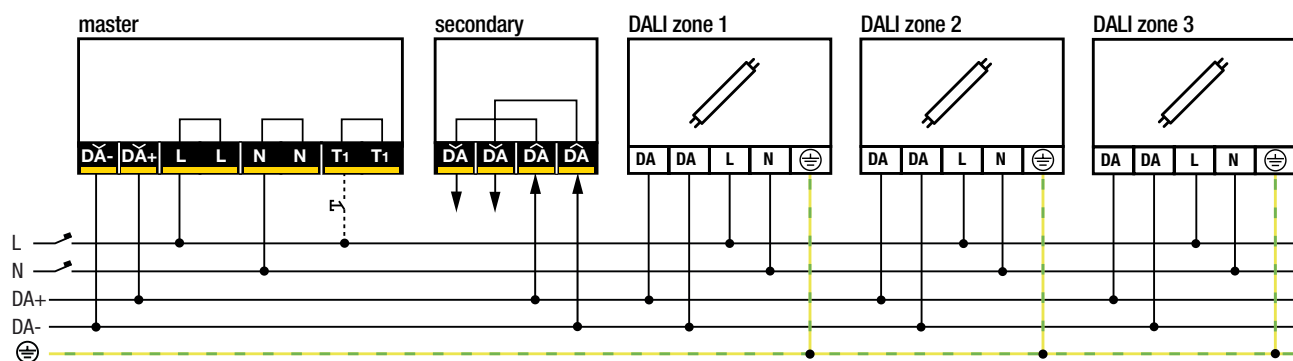 master
secondary
DALI zone 1
DALI zone 2
DALI zone 3
DA- DA+ L L N N T1 T1
DA DA DA DA
DA DA L N
DA DA L N
DA DA L N
L
N
DA+
DA-